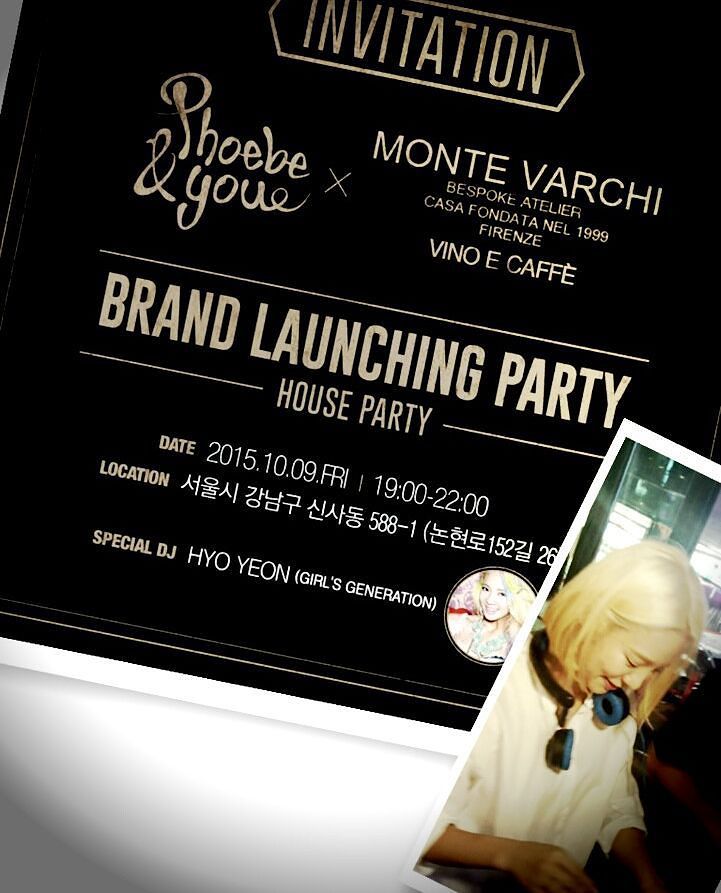 INVITATION
Phoebe
& you
×
MONTE VARCHI
BESPOKE ATELIER
CASA FONDATA NEL 1999
FIRENZE
VINO E CAFFÈ
BRAND LAUNCHING PARTY
HOUSE PARTY
DATE 2015.10.09.FRI | 19:00-22:00
LOCATION 서울시 강남구 신사동 588-1 (논현로152길 26
SPECIAL DJ HYO YEON (GIRL'S GENERATION)